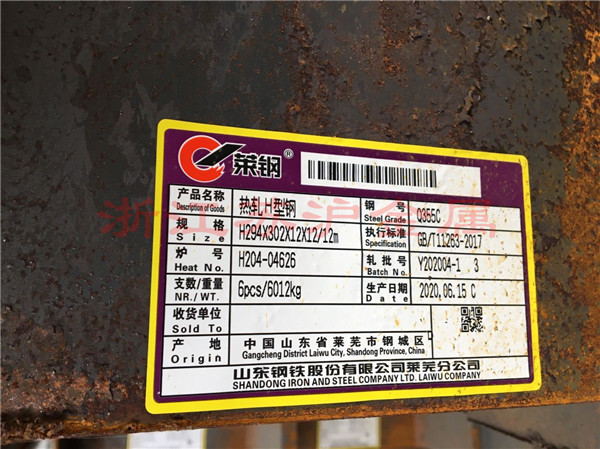 莱钢®
产品名称 热轧H型钢 钢号 Q355C
Description of Goods Steel Grade
规格 H294X302X12X12/12m 执行标准 GB/T11263-2017
Size Specification
炉号 H204-04626 轧批号 Y202004-1 3
Heat No. Batch No.
支数/重量 6pcs/6012kg 生产日期 2020.06.15 C
NR./WT. Date
收货单位
Sold To
产地 中国山东省莱芜市钢城区
Origin Gangcheng District Laiwu City, Shandong Province, China
山东钢铁股份有限公司莱芜分公司
SHANDONG IRON AND STEEL COMPANY LTD. LAIWU COMPANY